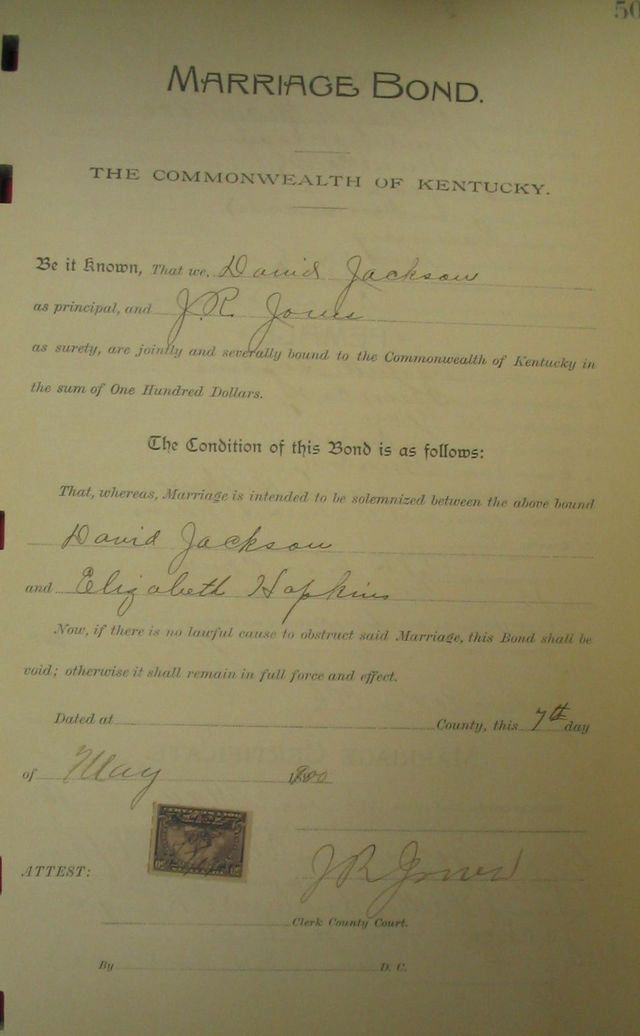 50
MARRIAGE BOND.
THE COMMONWEALTH OF KENTUCKY.
Be it Known, That we, David Jackson
as principal, and J. R. Jones
as surety, are jointly and severally bound to the Commonwealth of Kentucky in
the sum of One Hundred Dollars.
The Condition of this Bond is as follows:
That, whereas, Marriage is intended to be solemnized between the above bound
David Jackson
and Elizabeth Hopkins
Now, if there is no lawful cause to obstruct said Marriage, this Bond shall be
void; otherwise it shall remain in full force and effect.
Dated at County, this 7th day
of May 1900
ATTEST:
J R Jones
Clerk County Court.
By D. C.